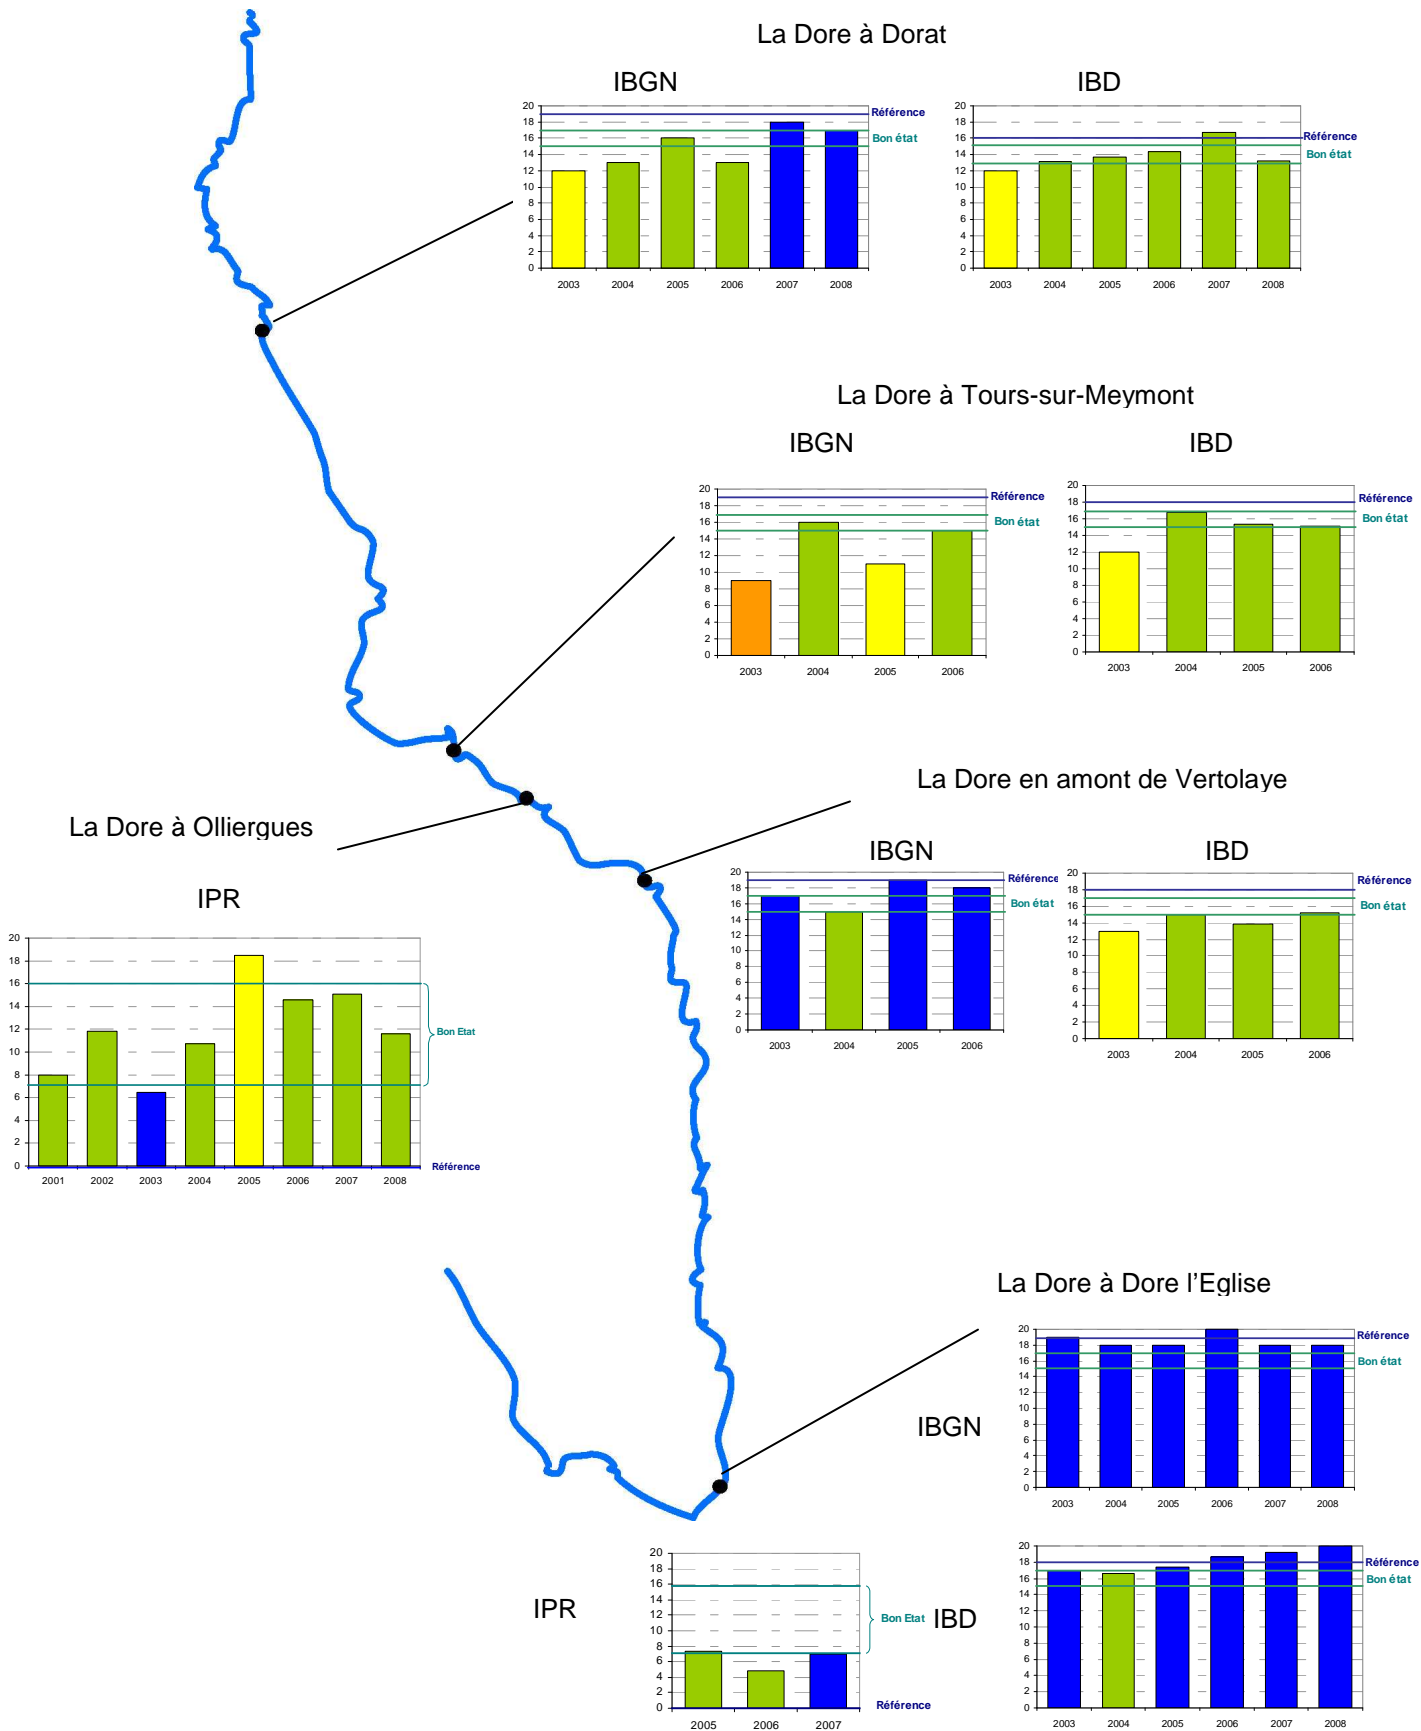 La Dore à Dorat
IBGN
IBD
20
18
16
14
12
10
8
6
4
2
0
2003 2004 2005 2006 2007 2008
Référence
Bon état
20
18
16
14
12
10
8
6
4
2
0
2003 2004 2005 2006 2007 2008
Référence
Bon état
La Dore à Tours-sur-Meymont
IBGN
IBD
20
18
16
14
12
10
8
6
4
2
0
2003 2004 2005 2006
Référence
Bon état
20
18
16
14
12
10
8
6
4
2
0
2003 2004 2005 2006
Référence
Bon état
La Dore en amont de Vertolaye
IBGN
IBD
20
18
16
14
12
10
8
6
4
2
0
2003 2004 2005 2006
Référence
Bon état
20
18
16
14
12
10
8
6
4
2
0
2003 2004 2005 2006
Référence
Bon état
La Dore à Olliergues
IPR
20
18
16
14
12
10
8
6
4
2
0
2001 2002 2003 2004 2005 2006 2007 2008
Bon Etat
Référence
La Dore à Dore l'Eglise
IBGN
20
18
16
14
12
10
8
6
4
2
0
2003 2004 2005 2006 2007 2008
Référence
Bon état
IPR
20
18
16
14
12
10
8
6
4
2
0
2005 2006 2007
Bon Etat
Référence
IBD
20
18
16
14
12
10
8
6
4
2
0
2003 2004 2005 2006 2007 2008
Référence
Bon état